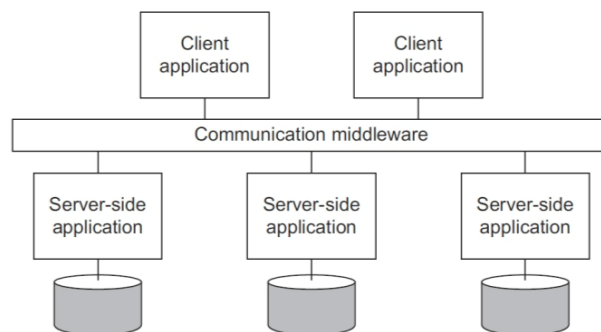 Client
application
Client
application
Communication middleware
Server-side
application
Server-side
application
Server-side
application